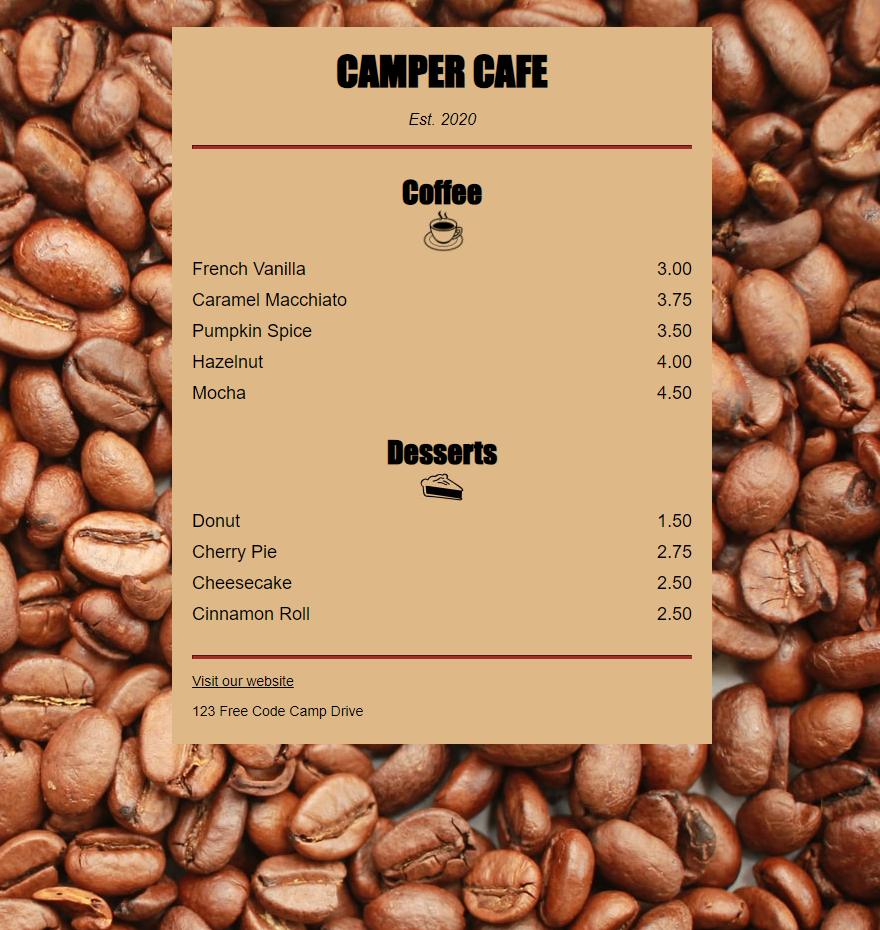 CAMPER CAFE
Est. 2020
Coffee
French Vanilla 3.00
Caramel Macchiato 3.75
Pumpkin Spice 3.50
Hazelnut 4.00
Mocha 4.50
Desserts
Donut 1.50
Cherry Pie 2.75
Cheesecake 2.50
Cinnamon Roll 2.50
Visit our website
123 Free Code Camp Drive